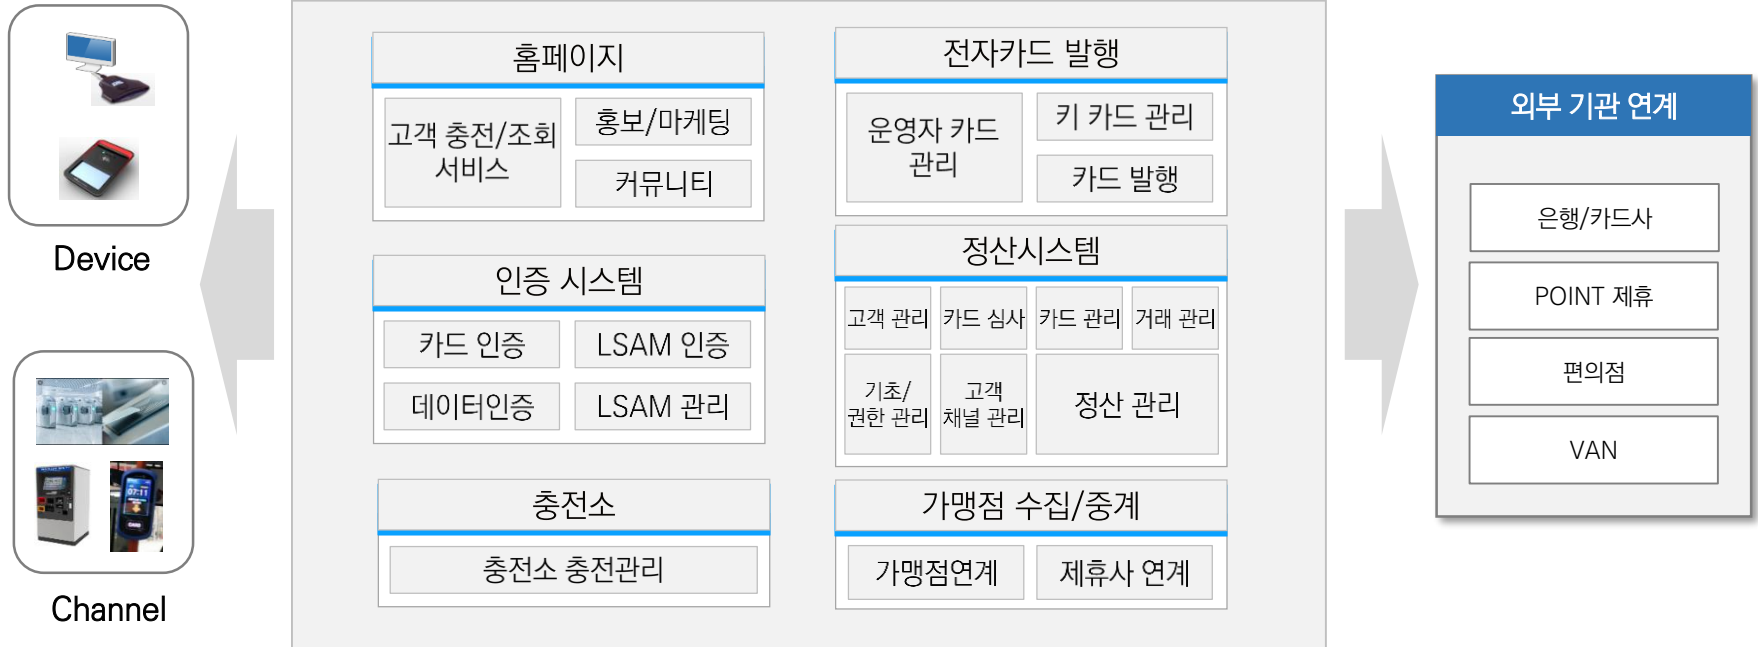 Device
Channel
홈페이지
고객 충전/조회
서비스
홍보/마케팅
커뮤니티
인증 시스템
카드 인증
LSAM 인증
데이터인증
LSAM 관리
충전소
충전소 충전관리
전자카드 발행
운영자 카드
관리
키 카드 관리
카드 발행
정산시스템
고객 관리
카드 심사
카드 관리
거래 관리
기초/
권한 관리
고객
채널 관리
정산 관리
가맹점 수집/중계
가맹점연계
제휴사 연계
외부 기관 연계
은행/카드사
POINT 제휴
편의점
VAN
07:11